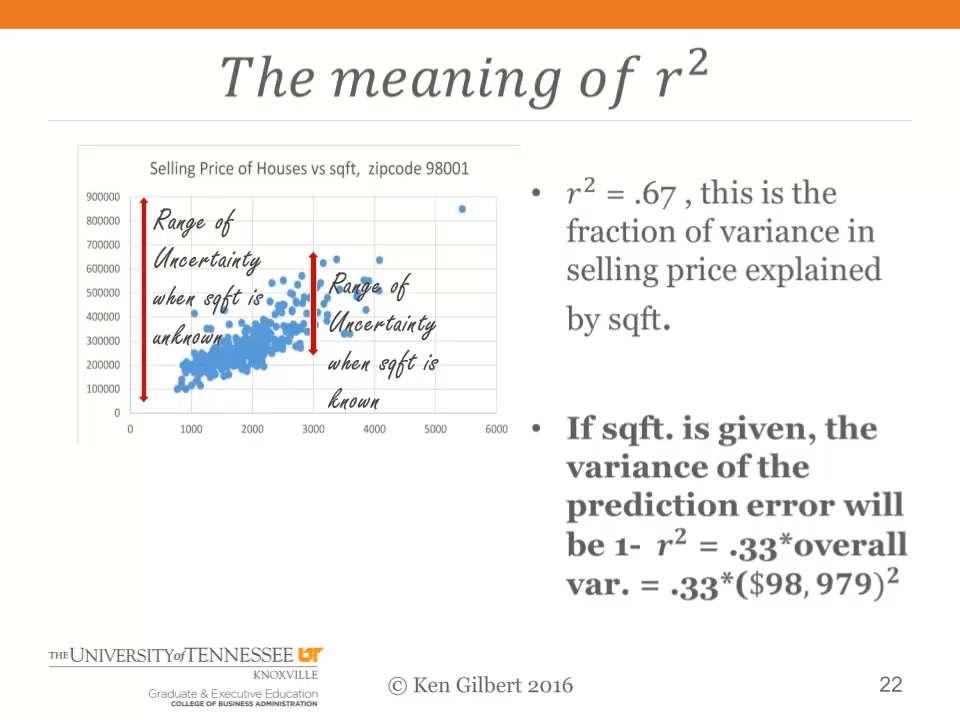 The meaning of r²
Selling Price of Houses vs sqft, zipcode 98001
900000
800000
700000
600000
500000
400000
300000
200000
100000
0
0 1000 2000 3000 4000 5000 6000
Range of
Uncertainty
when sqft is
unknown
Range of
Uncertainty
when sqft is
known
• r² = .67 , this is the
fraction of variance in
selling price explained
by sqft.
• If sqft. is given, the
variance of the
prediction error will
be 1- r² = .33*overall
var. = .33*($98,979)²
THE UNIVERSITY of TENNESSEE UT
KNOXVILLE
Graduate & Executive Education
COLLEGE OF BUSINESS ADMINISTRATION
© Ken Gilbert 2016
22